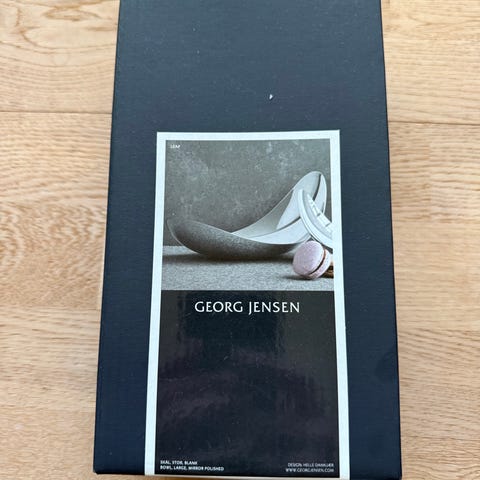 LEAF
GEORG JENSEN
SKÅL, STOR, BLANK
BOWL, LARGE, MIRROR POLISHED
DESIGN: HELLE DAMKJÆR
WWW.GEORGJENSEN.COM